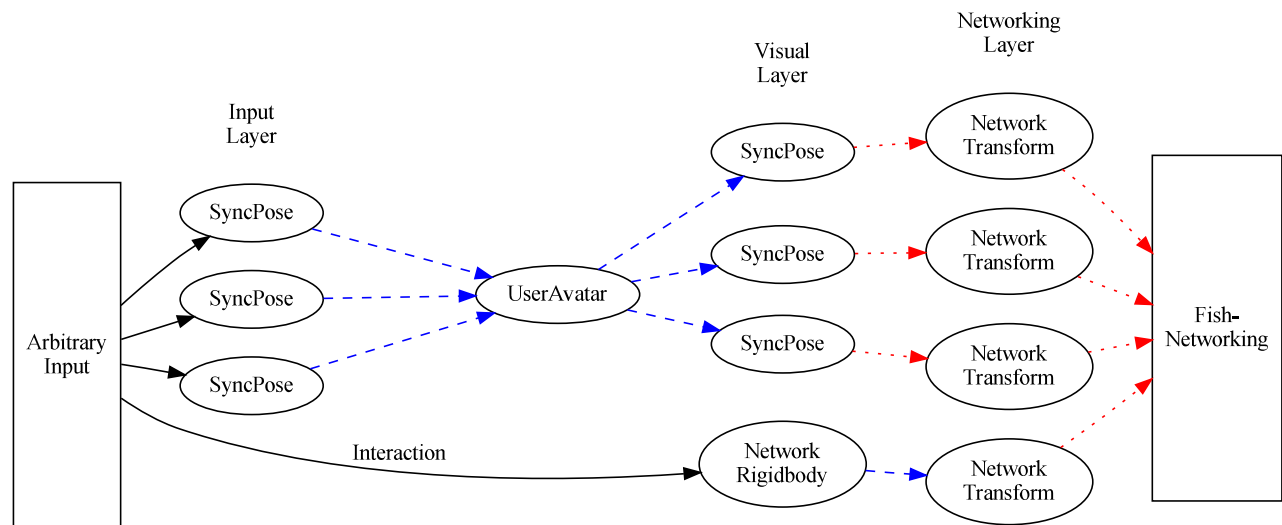 Networking
Layer
Visual
Layer
Input
Layer
SyncPose
Network
Transform
SyncPose
SyncPose
Network
Transform
SyncPose
UserAvatar
SyncPose
Arbitrary
Input
Fish-
Networking
SyncPose
SyncPose
Network
Transform
Interaction
Network
Rigidbody
Network
Transform